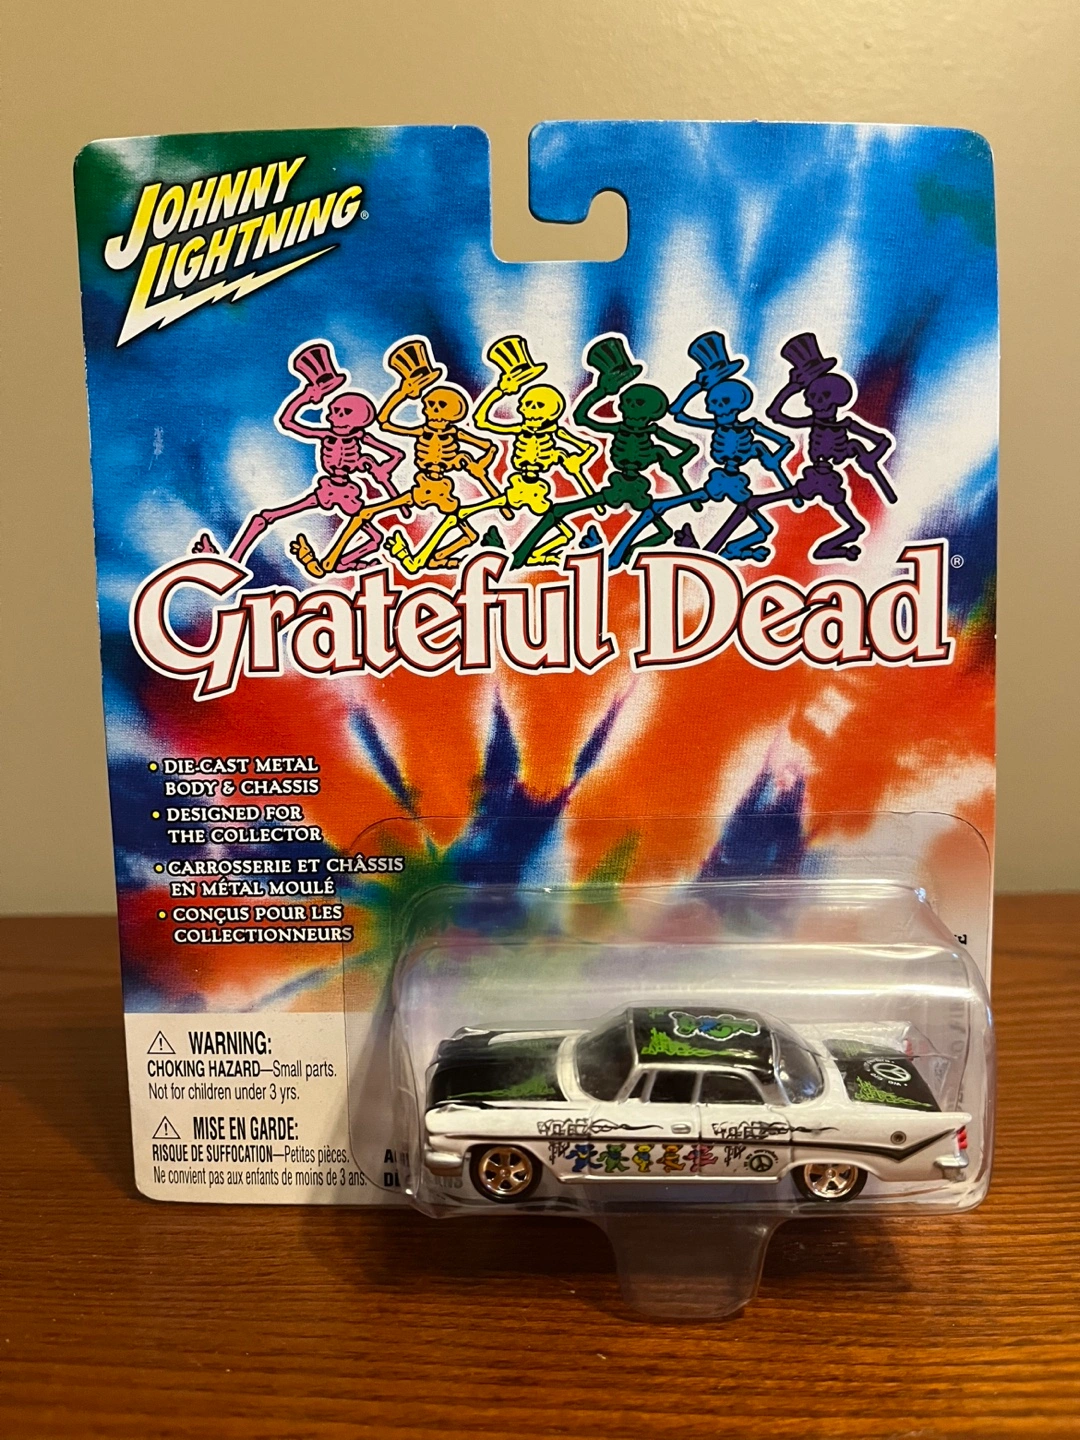 JOHNNY
LIGHTNING®
Grateful Dead®
• DIE-CAST METAL
BODY & CHASSIS
• DESIGNED FOR
THE COLLECTOR
• CARROSSERIE ET CHÂSSIS
EN MÉTAL MOULÉ
• CONÇUS POUR LES
COLLECTIONNEURS
⚠ WARNING:
CHOKING HAZARD—Small parts.
Not for children under 3 yrs.
⚠ MISE EN GARDE:
RISQUE DE SUFFOCATION—Petites pièces.
Ne convient pas aux enfants de moins de 3 ans.